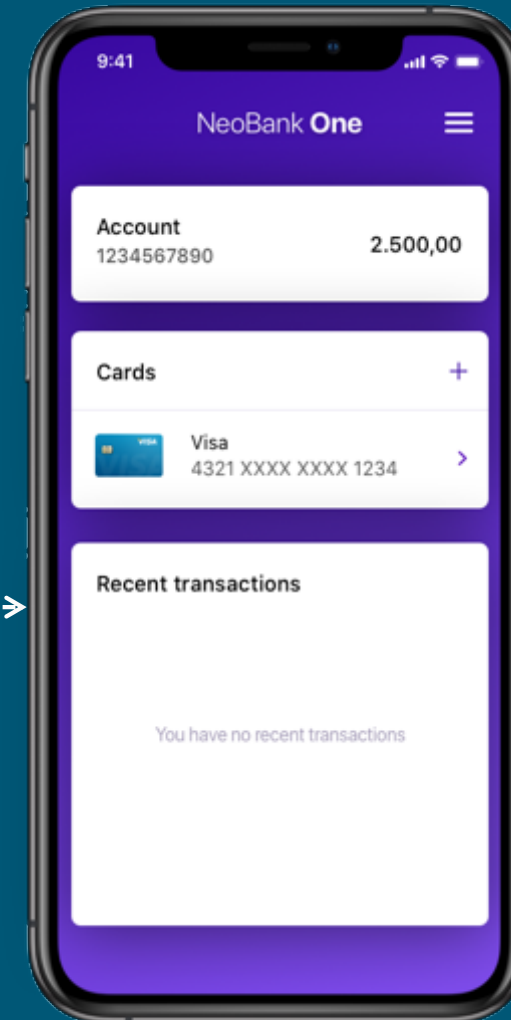 9:41
NeoBank One
Account
1234567890
2.500,00
Cards
+
VISA
Visa
4321 XXXX XXXX 1234
Recent transactions
You have no recent transactions